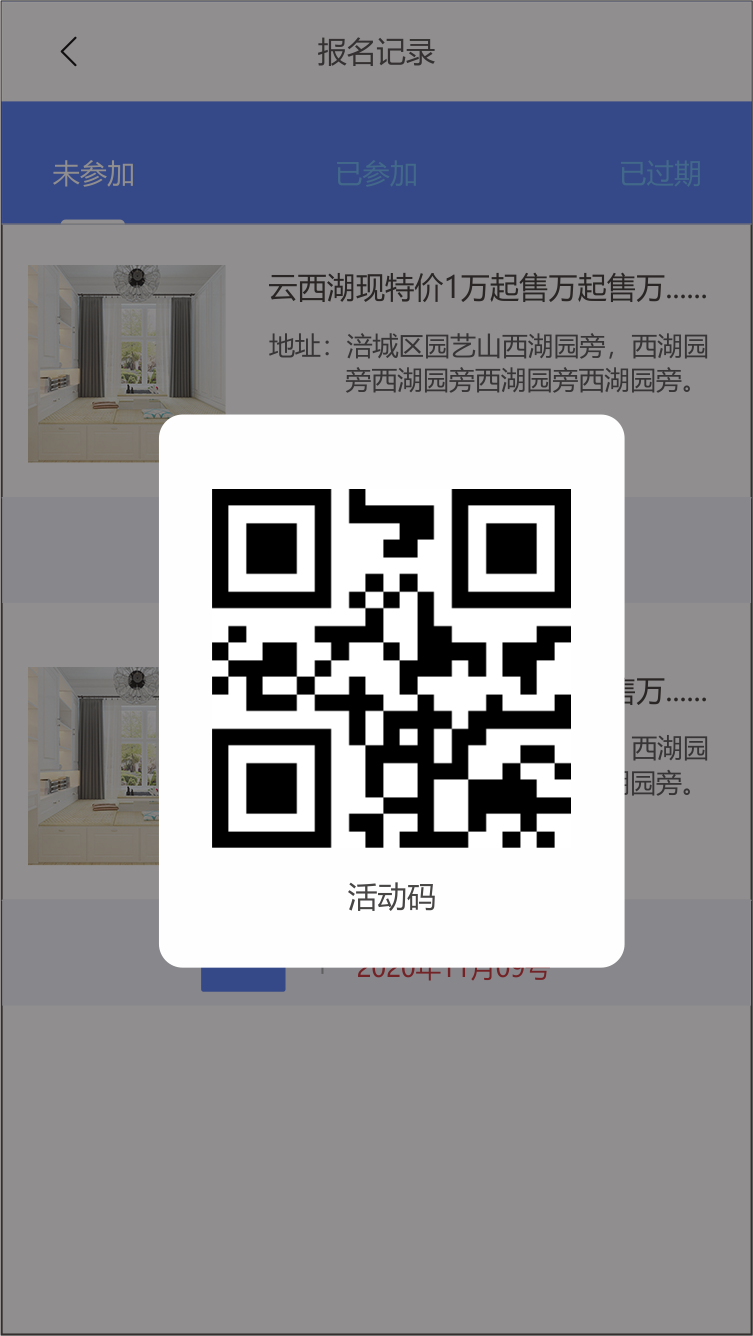 报名记录
未参加
已参加
已过期
云西湖现特价1万起售万起售万......
地址：涪城区园艺山西湖园旁，西湖园
旁西湖园旁西湖园旁西湖园旁。
售万......
西湖园
园旁。
活动码
2020年11月09号